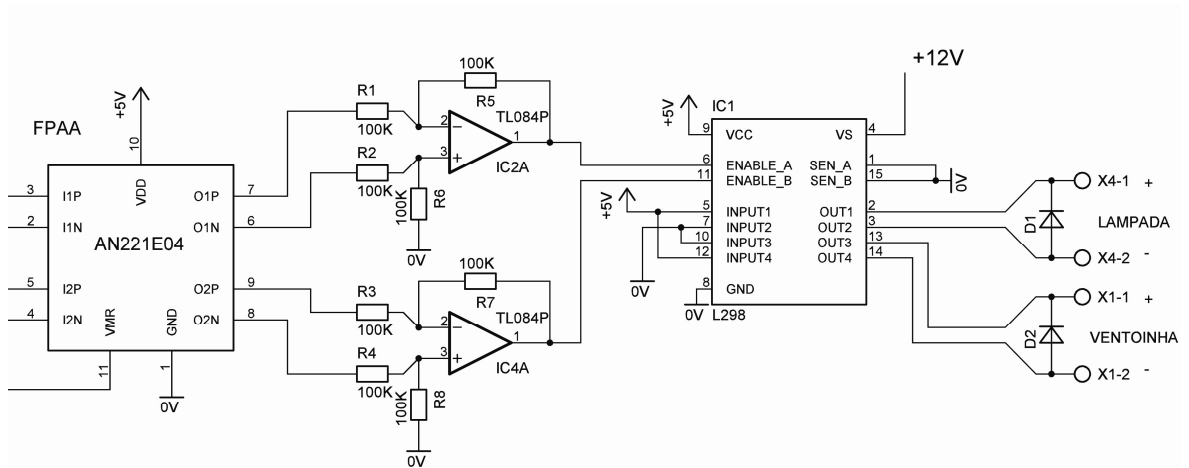 FPAA
+5V
10
VDD
3 I1P
2 I1N
5 I2P
4 I2N
AN221E04
O1P 7
O1N 6
O2P 9
O2N 8
VMR
11
GND
1
0V
R1
100K
R2
100K
100K
R5
TL084P
2 −
3 +
1
IC2A
100K
R6
0V
R3
100K
R4
100K
100K
R7
TL084P
2 −
3 +
1
IC4A
100K
R8
0V
IC1
+5V
9 VCC
6 ENABLE_A
11 ENABLE_B
+5V
5 INPUT1
7 INPUT2
10 INPUT3
12 INPUT4
0V
8 GND
0V
L298
+12V
VS 4
SEN_A 1
SEN_B 15
0V
OUT1 2
OUT2 3
OUT3 13
OUT4 14
X4-1 +
D1
LAMPADA
X4-2 -
X1-1 +
D2
VENTOINHA
X1-2 -